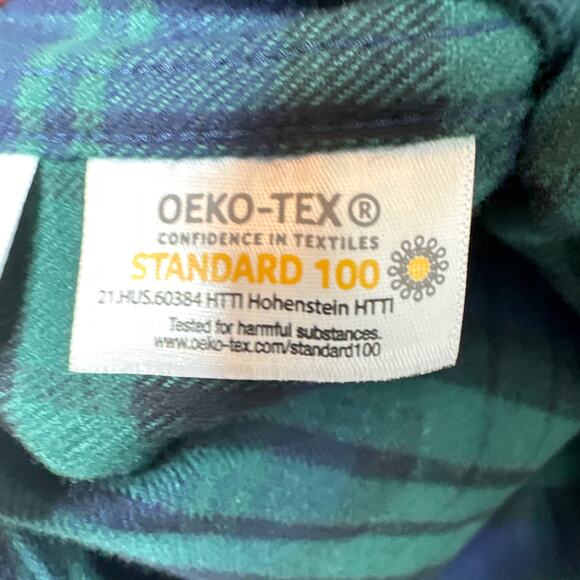 OEKO-TEX®
CONFIDENCE IN TEXTILES
STANDARD 100
21.HUS.60384 HTTI Hohenstein HTTI
Tested for harmful substances.
www.oeko-tex.com/standard100